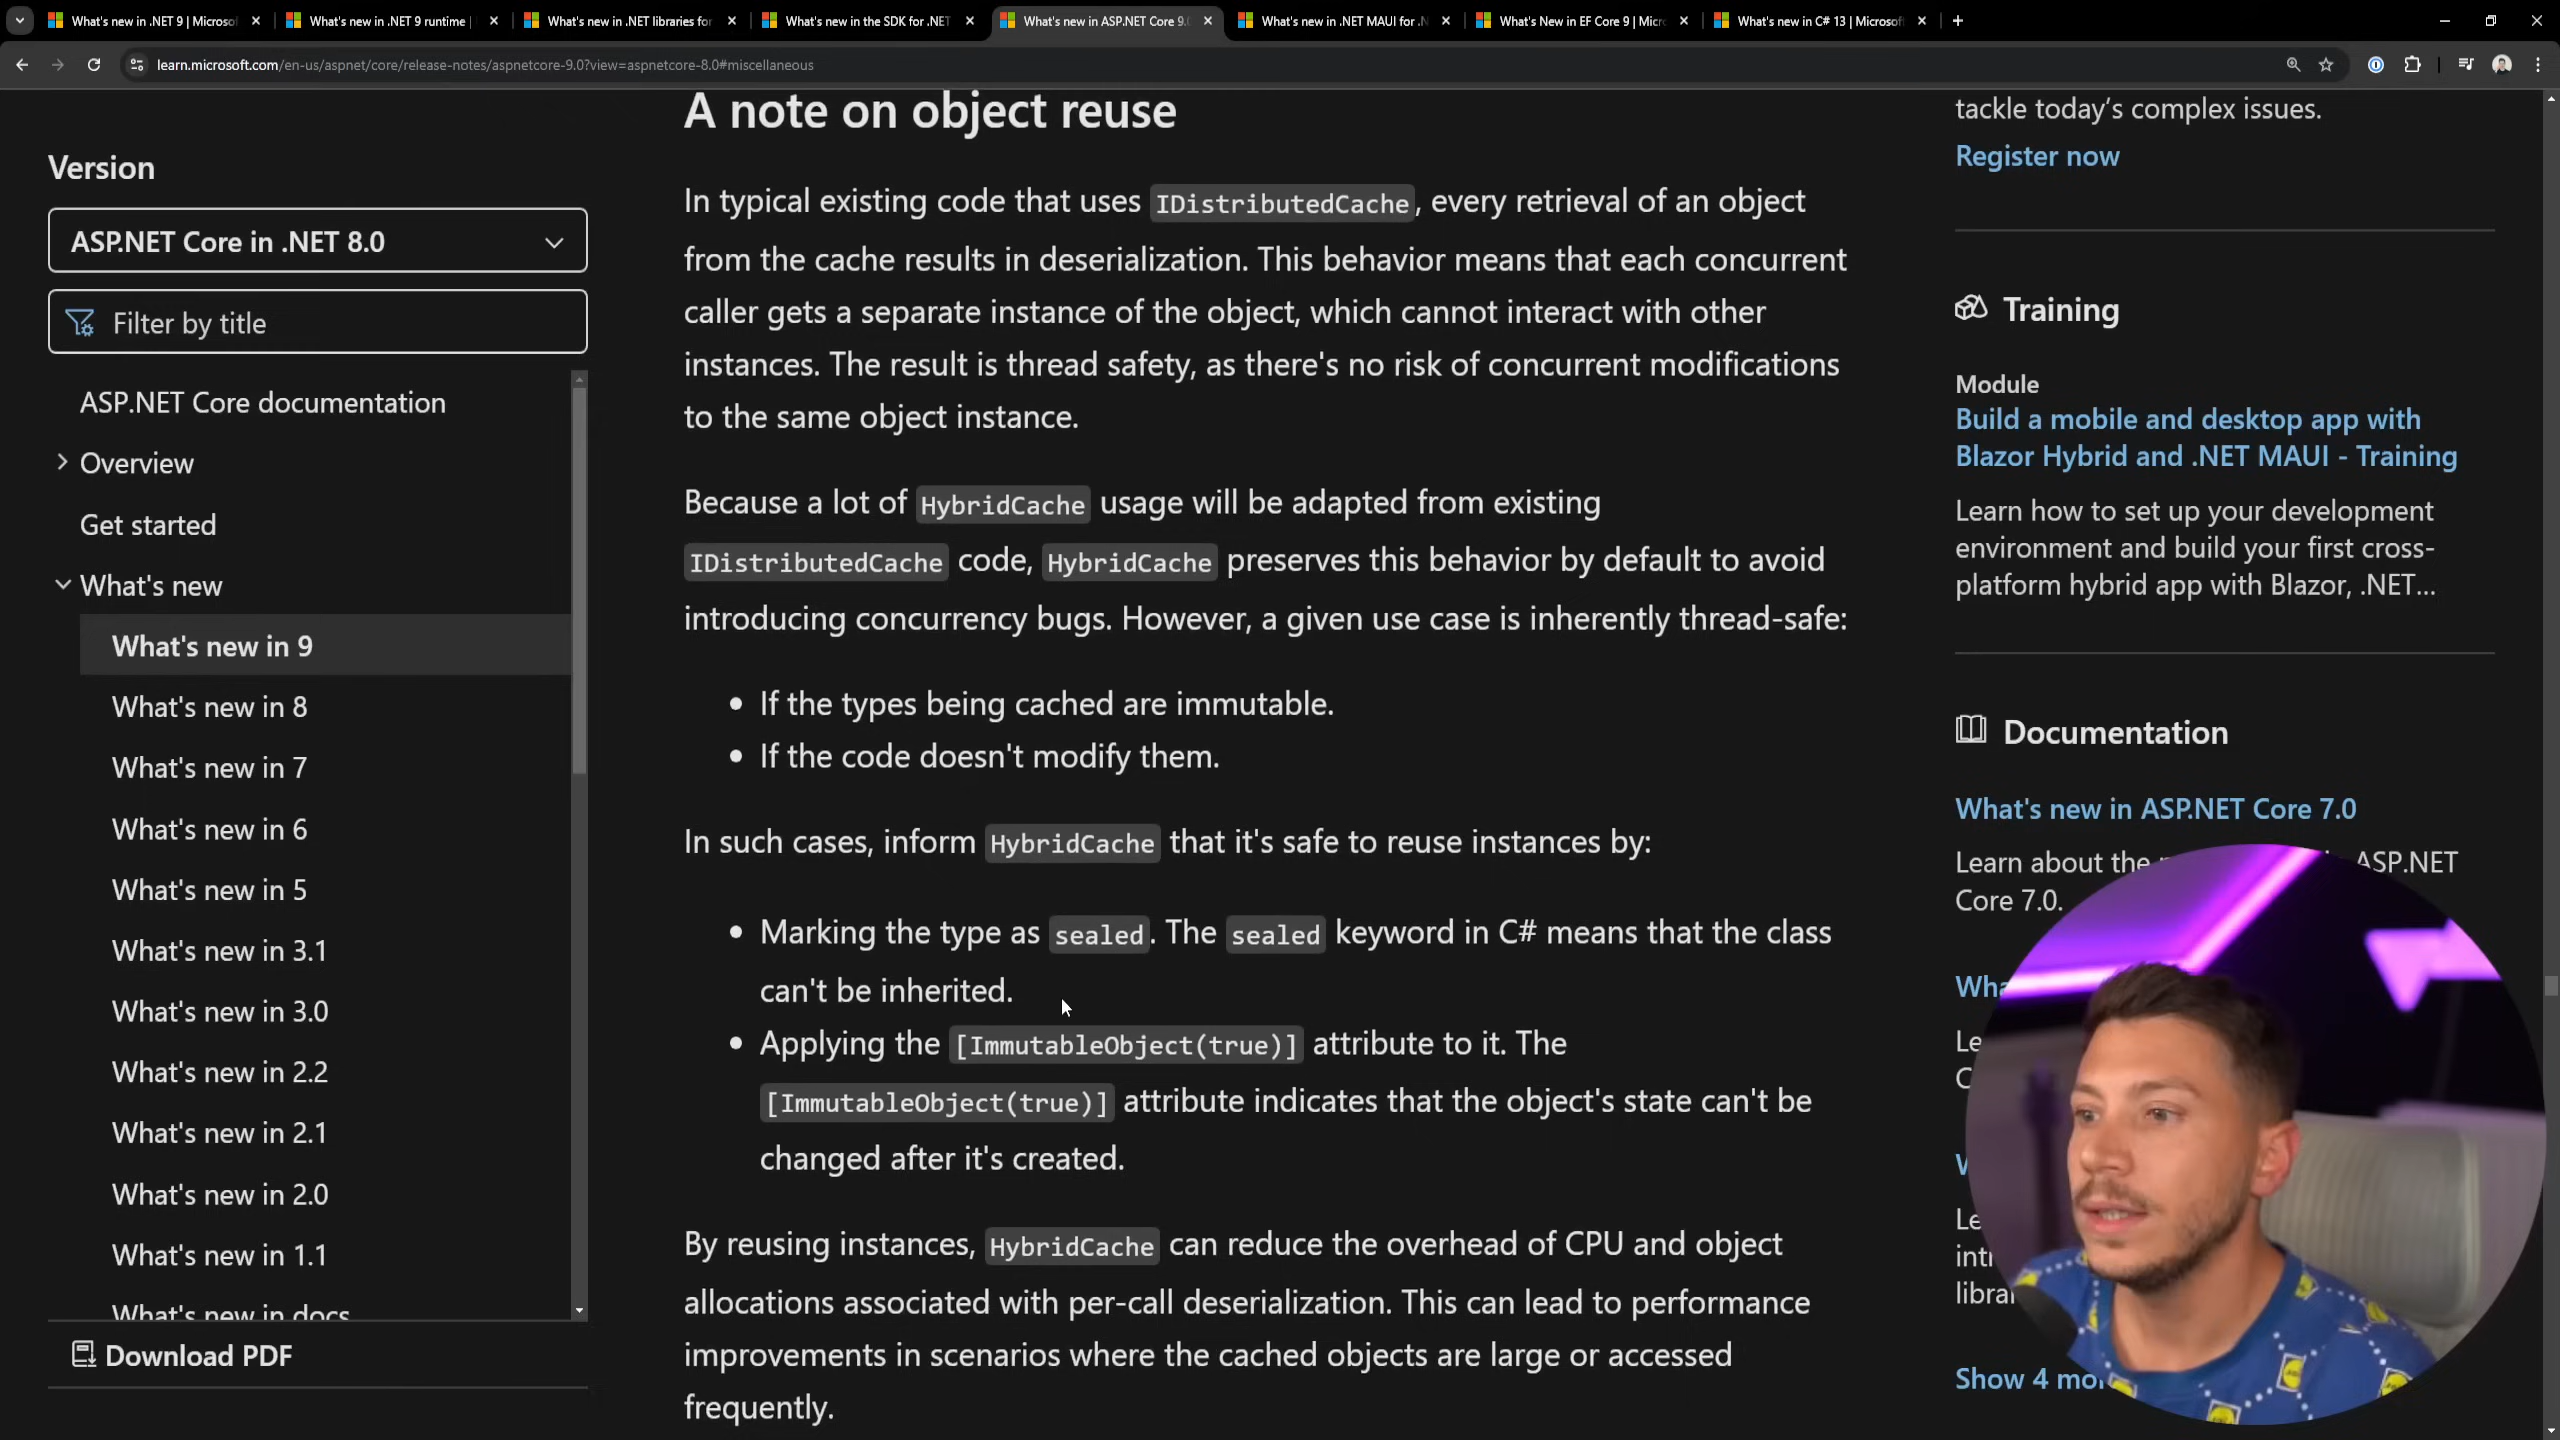 What's new in .NET 9 | Microsof
What's new in .NET 9 runtime |
What's new in .NET libraries for
What's new in the SDK for .NET
What's new in ASP.NET Core 9.0
What's new in .NET MAUI for .N
What's New in EF Core 9 | Micro
What's new in C# 13 | Microsof
learn.microsoft.com/en-us/aspnet/core/release-notes/aspnetcore-9.0?view=aspnetcore-8.0#miscellaneous
Version
ASP.NET Core in .NET 8.0
Filter by title
ASP.NET Core documentation
Overview
Get started
What's new
What's new in 9
What's new in 8
What's new in 7
What's new in 6
What's new in 5
What's new in 3.1
What's new in 3.0
What's new in 2.2
What's new in 2.1
What's new in 2.0
What's new in 1.1
What's new in docs
Download PDF
A note on object reuse
In typical existing code that uses IDistributedCache, every retrieval of an object
from the cache results in deserialization. This behavior means that each concurrent
caller gets a separate instance of the object, which cannot interact with other
instances. The result is thread safety, as there's no risk of concurrent modifications
to the same object instance.
Because a lot of HybridCache usage will be adapted from existing
IDistributedCache code, HybridCache preserves this behavior by default to avoid
introducing concurrency bugs. However, a given use case is inherently thread-safe:
• If the types being cached are immutable.
• If the code doesn't modify them.
In such cases, inform HybridCache that it's safe to reuse instances by:
• Marking the type as sealed. The sealed keyword in C# means that the class
can't be inherited.
• Applying the [ImmutableObject(true)] attribute to it. The
[ImmutableObject(true)] attribute indicates that the object's state can't be
changed after it's created.
By reusing instances, HybridCache can reduce the overhead of CPU and object
allocations associated with per-call deserialization. This can lead to performance
improvements in scenarios where the cached objects are large or accessed
frequently.
tackle today's complex issues.
Register now
Training
Module
Build a mobile and desktop app with
Blazor Hybrid and .NET MAUI - Training
Learn how to set up your development
environment and build your first cross-
platform hybrid app with Blazor, .NET...
Documentation
What's new in ASP.NET Core 7.0
Learn about the ASP.NET
Core 7.0.
Show 4